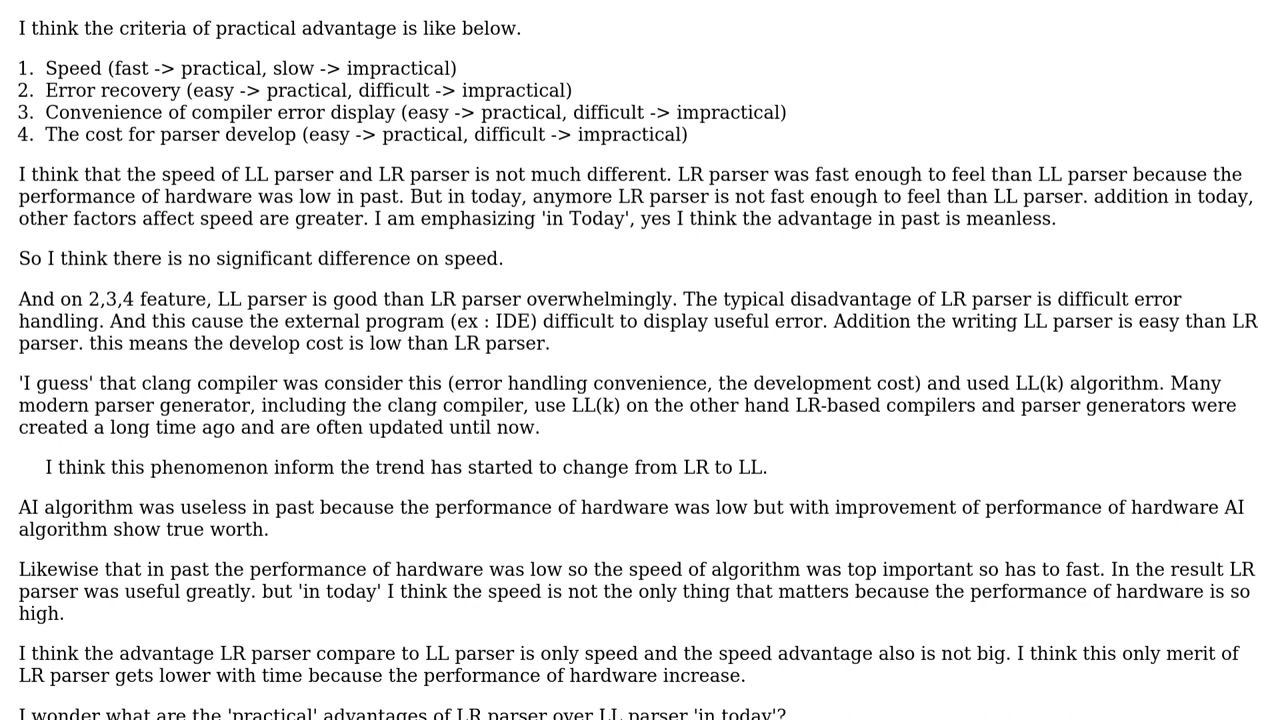 I think the criteria of practical advantage is like below.
1. Speed (fast -> practical, slow -> impractical)
2. Error recovery (easy -> practical, difficult -> impractical)
3. Convenience of compiler error display (easy -> practical, difficult -> impractical)
4. The cost for parser develop (easy -> practical, difficult -> impractical)
I think that the speed of LL parser and LR parser is not much different. LR parser was fast enough to feel than LL parser because the
performance of hardware was low in past. But in today, anymore LR parser is not fast enough to feel than LL parser. addition in today,
other factors affect speed are greater. I am emphasizing 'in Today', yes I think the advantage in past is meanless.
So I think there is no significant difference on speed.
And on 2,3,4 feature, LL parser is good than LR parser overwhelmingly. The typical disadvantage of LR parser is difficult error
handling. And this cause the external program (ex : IDE) difficult to display useful error. Addition the writing LL parser is easy than LR
parser. this means the develop cost is low than LR parser.
'I guess' that clang compiler was consider this (error handling convenience, the development cost) and used LL(k) algorithm. Many
modern parser generator, including the clang compiler, use LL(k) on the other hand LR-based compilers and parser generators were
created a long time ago and are often updated until now.
I think this phenomenon inform the trend has started to change from LR to LL.
AI algorithm was useless in past because the performance of hardware was low but with improvement of performance of hardware AI
algorithm show true worth.
Likewise that in past the performance of hardware was low so the speed of algorithm was top important so has to fast. In the result LR
parser was useful greatly. but 'in today' I think the speed is not the only thing that matters because the performance of hardware is so
high.
I think the advantage LR parser compare to LL parser is only speed and the speed advantage also is not big. I think this only merit of
LR parser gets lower with time because the performance of hardware increase.
I wonder what are the 'practical' advantages of LR parser over LL parser 'in today'?